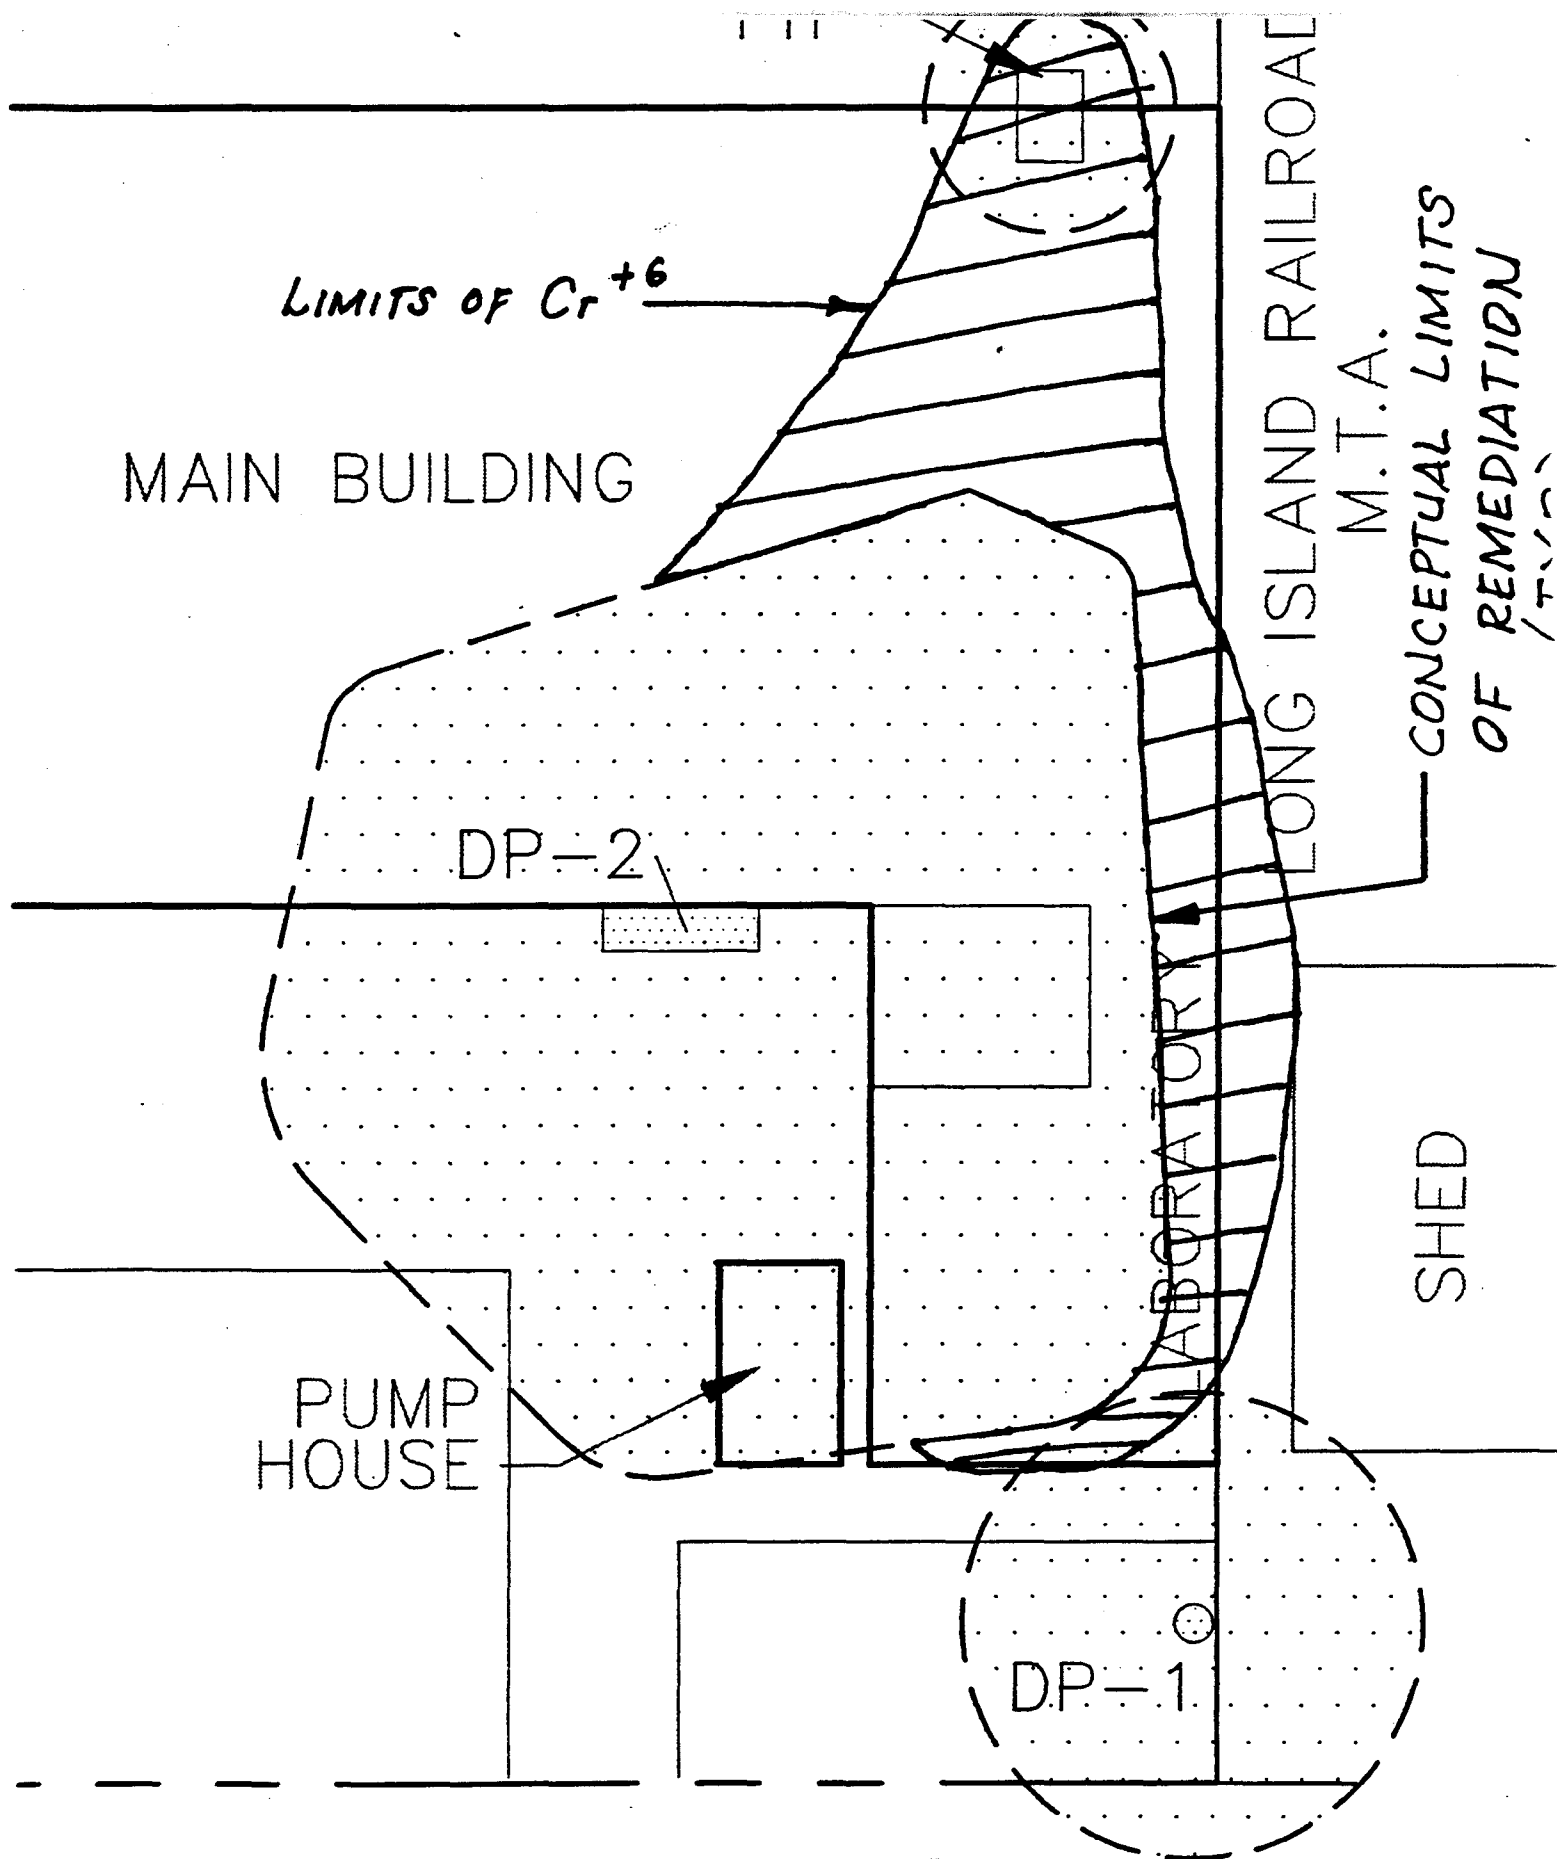 LIMITS OF Cr+6
MAIN BUILDING
LONG ISLAND RAILROAD
M.T.A.
CONCEPTUAL LIMITS
OF REMEDIATION
DP-2
LABORATORY
SHED
PUMP
HOUSE
DP-1